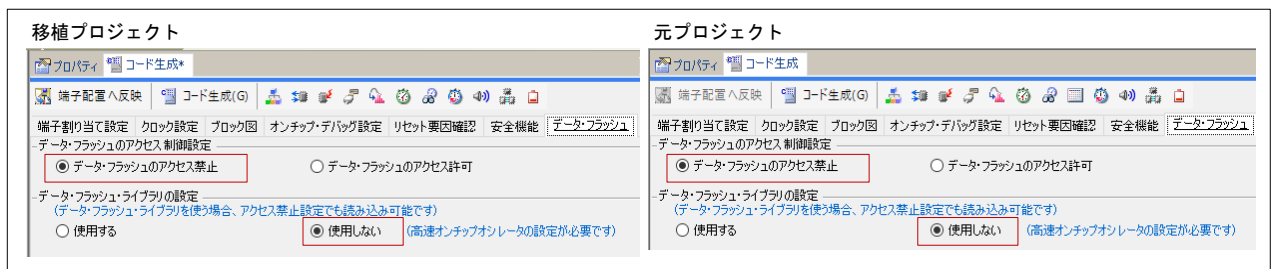 移植プロジェクト
プロパティ コード生成*
端子配置へ反映 コード生成(G)
端子割り当て設定 クロック設定 ブロック図 オンチップ・デバッグ設定 リセット要因確認 安全機能 データ・フラッシュ
データ・フラッシュのアクセス制御設定
データ・フラッシュのアクセス禁止 データ・フラッシュのアクセス許可
データ・フラッシュ・ライブラリの設定
(データ・フラッシュ・ライブラリを使う場合、アクセス禁止設定でも読み込み可能です)
使用する 使用しない (高速オンチップオシレータの設定が必要です)
元プロジェクト
プロパティ コード生成
端子配置へ反映 コード生成(G)
端子割り当て設定 クロック設定 ブロック図 オンチップ・デバッグ設定 リセット要因確認 安全機能 データ・フラッシュ
データ・フラッシュのアクセス制御設定
データ・フラッシュのアクセス禁止 データ・フラッシュのアクセス許可
データ・フラッシュ・ライブラリの設定
(データ・フラッシュ・ライブラリを使う場合、アクセス禁止設定でも読み込み可能です)
使用する 使用しない (高速オンチップオシレータの設定が必要です)